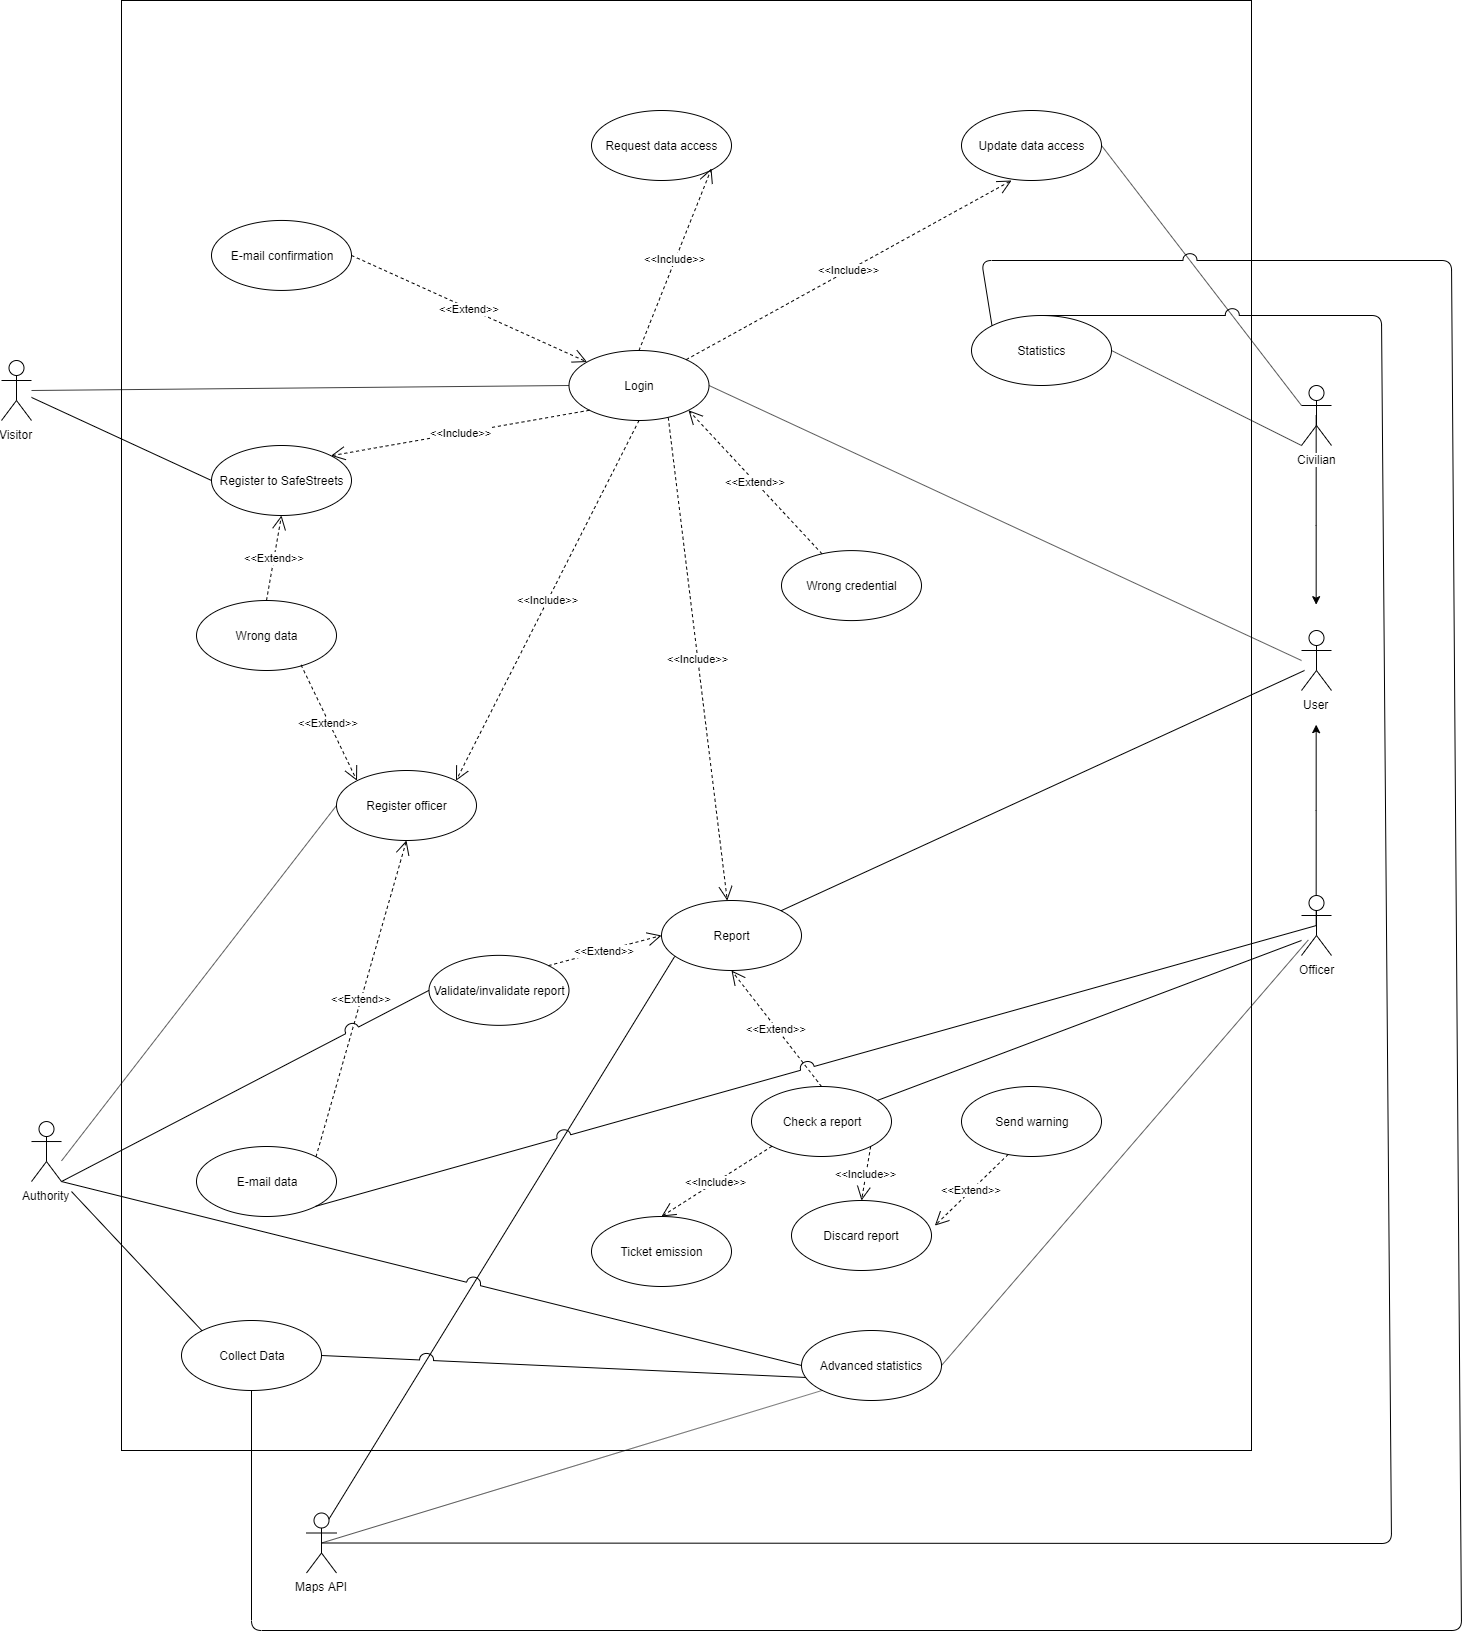 Request data access
Update data access
E-mail confirmation
<<Include>>
<<Include>>
<<Extend>>
Statistics
Login
Visitor
<<Include>>
Civilian
Register to SafeStreets
<<Extend>>
<<Extend>>
Wrong credential
<<Include>>
Wrong data
<<Include>>
User
<<Extend>>
Register officer
Report
<<Extend>>
Officer
Validate/invalidate report
<<Extend>>
<<Extend>>
Check a report
Send warning
<<Include>>
E-mail data
<<Include>>
<<Extend>>
Authority
Discard report
Ticket emission
Collect Data
Advanced statistics
Maps API